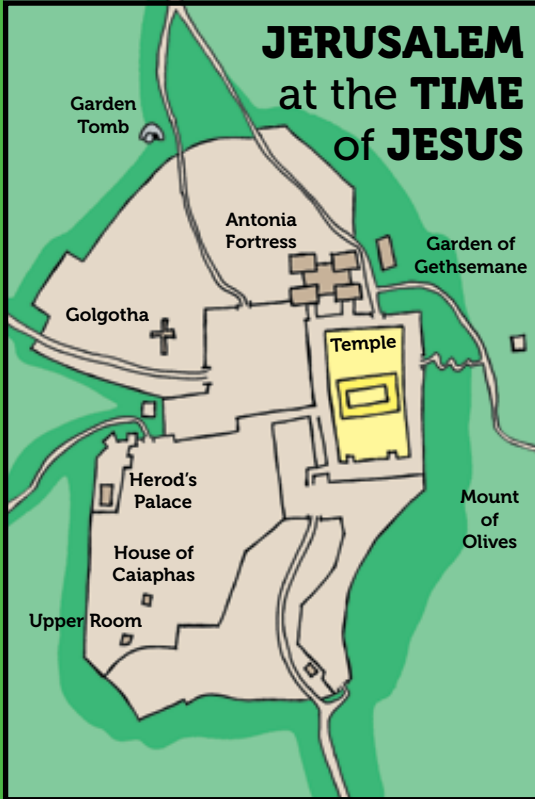 JERUSALEM
at the TIME
of JESUS
Garden
Tomb
Antonia
Fortress
Garden of
Gethsemane
Golgotha
Temple
Herod's
Palace
Mount
of
Olives
House of
Caiaphas
Upper Room